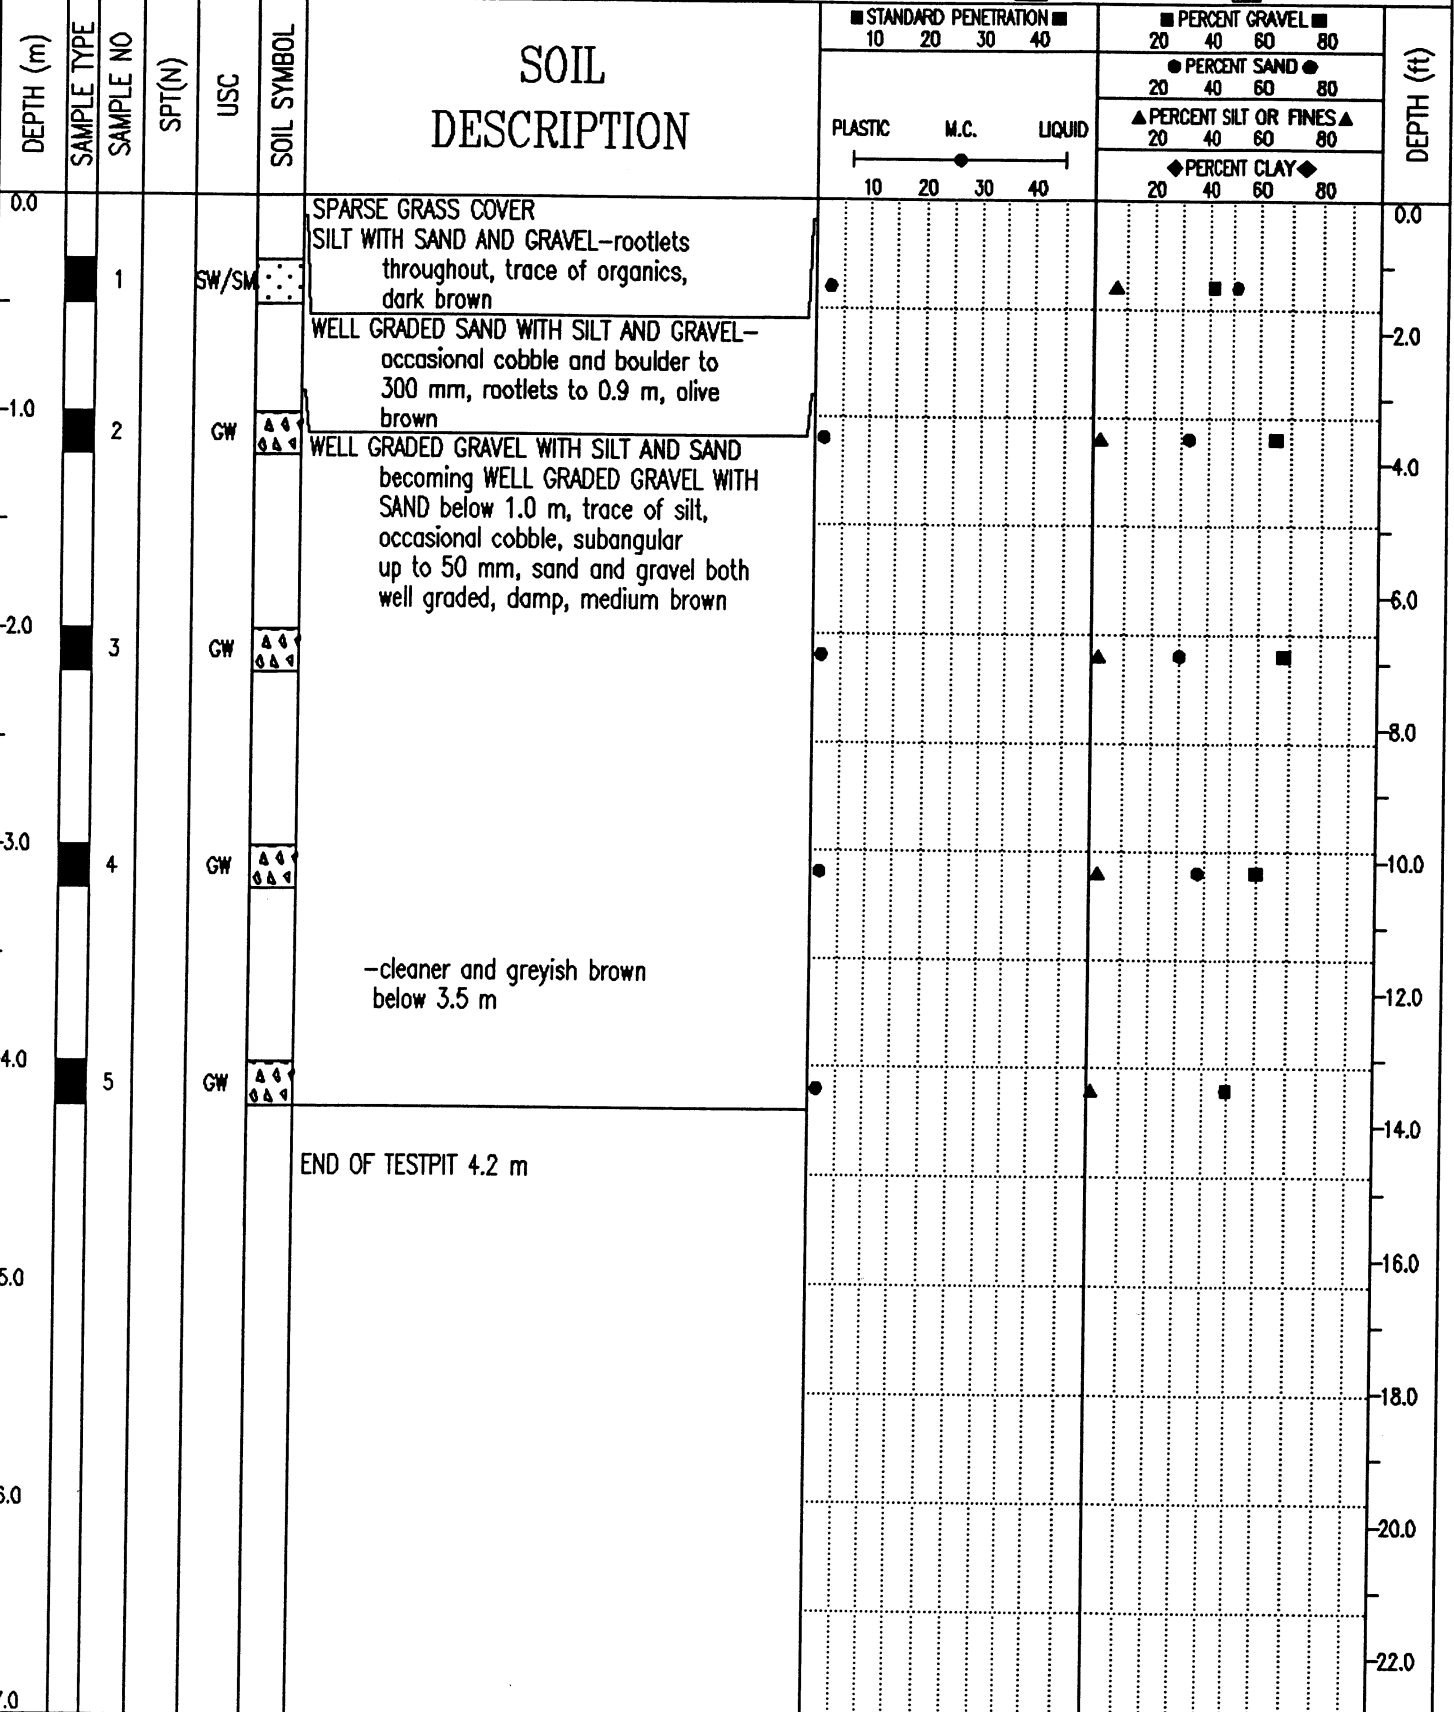 DEPTH (m)
SAMPLE TYPE
SAMPLE NO
SPT(N)
USC
SOIL SYMBOL
SOIL
DESCRIPTION
■ STANDARD PENETRATION ■
10 20 30 40
PLASTIC M.C. LIQUID
10 20 30 40
■ PERCENT GRAVEL ■
20 40 60 80
● PERCENT SAND ●
20 40 60 80
▲ PERCENT SILT OR FINES ▲
20 40 60 80
◆ PERCENT CLAY ◆
20 40 60 80
DEPTH (ft)
0.0
SPARSE GRASS COVER
0.0
SILT WITH SAND AND GRAVEL-rootlets
throughout, trace of organics,
dark brown
1 SW/SM
WELL GRADED SAND WITH SILT AND GRAVEL-
occasional cobble and boulder to
300 mm, rootlets to 0.9 m, olive
brown
2.0
1.0
2 GW
WELL GRADED GRAVEL WITH SILT AND SAND
becoming WELL GRADED GRAVEL WITH
SAND below 1.0 m, trace of silt,
occasional cobble, subangular
up to 50 mm, sand and gravel both
well graded, damp, medium brown
4.0
6.0
2.0
3 GW
8.0
3.0
4 GW
10.0
-cleaner and greyish brown
below 3.5 m
12.0
4.0
5 GW
14.0
END OF TESTPIT 4.2 m
5.0
16.0
18.0
6.0
20.0
22.0
7.0